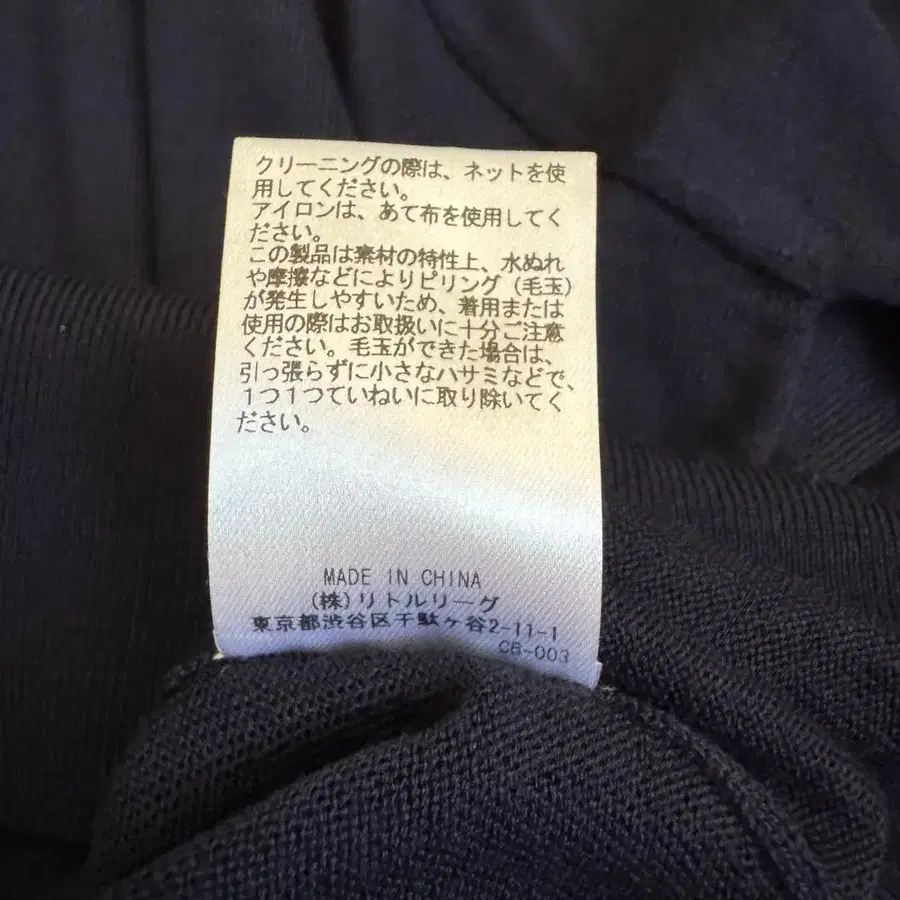 クリーニングの際は、ネットを使
用してください。
アイロンは、あて布を使用してく
ださい。
この製品は素材の特性上、水ぬれ
や摩擦などによりピリング(毛玉)
が発生しやすいため、着用または
使用の際はお取扱いに十分ご注意
ください。毛玉ができた場合は、
引っ張らずに小さなハサミなどで、
1つ1つていねいに取り除いてく
ださい。
MADE IN CHINA
(株)リトルリーグ
東京都渋谷区千駄ヶ谷2-11-1
CB-003